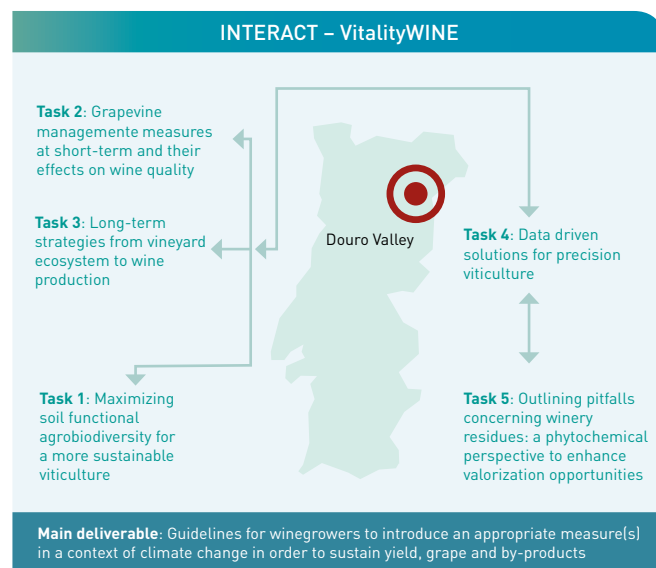 INTERACT – VitalityWINE
Task 2: Grapevine
managemente measures
at short-term and their
effects on wine quality
Task 3: Long-term
strategies from vineyard
ecosystem to wine
production
Task 1: Maximizing
soil functional
agrobiodiversity for
a more sustainable
viticulture
Douro Valley
Task 4: Data driven
solutions for precision
viticulture
Task 5: Outlining pitfalls
concerning winery
residues: a phytochemical
perspective to enhance
valorization opportunities
Main deliverable: Guidelines for winegrowers to introduce an appropriate measure(s)
in a context of climate change in order to sustain yield, grape and by-products